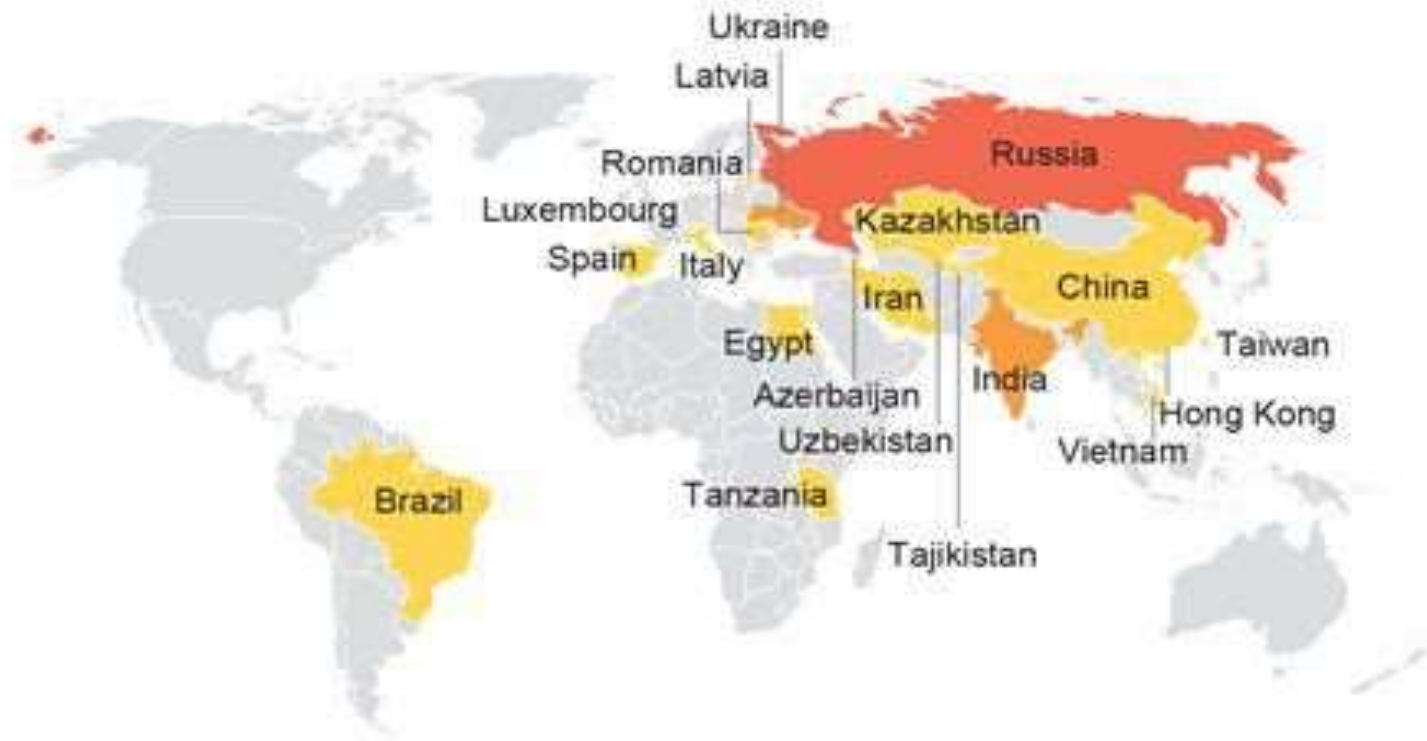 Ukraine
Latvia
Romania
Russia
Luxembourg
Kazakhstan
Spain
Italy
Iran
China
Egypt
Taiwan
India
Azerbaijan
Hong Kong
Uzbekistan
Vietnam
Tanzania
Brazil
Tajikistan